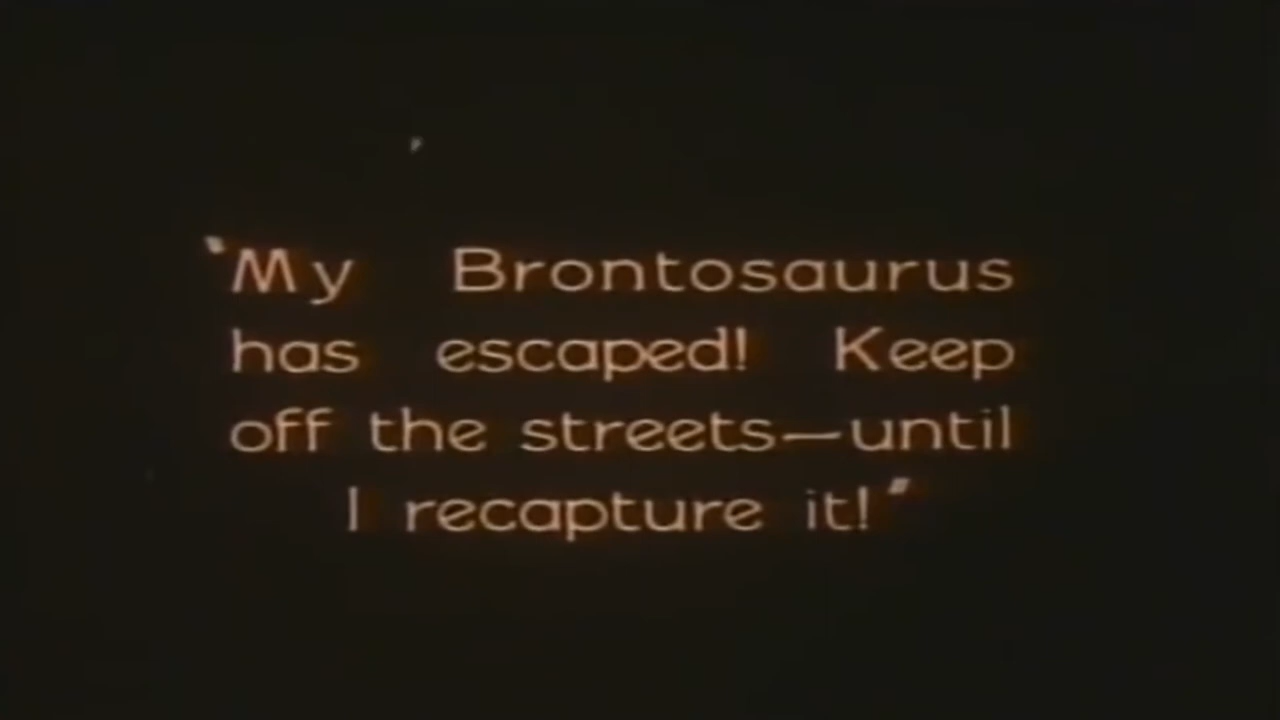 "My Brontosaurus
has escaped! Keep
off the streets—until
I recapture it!"